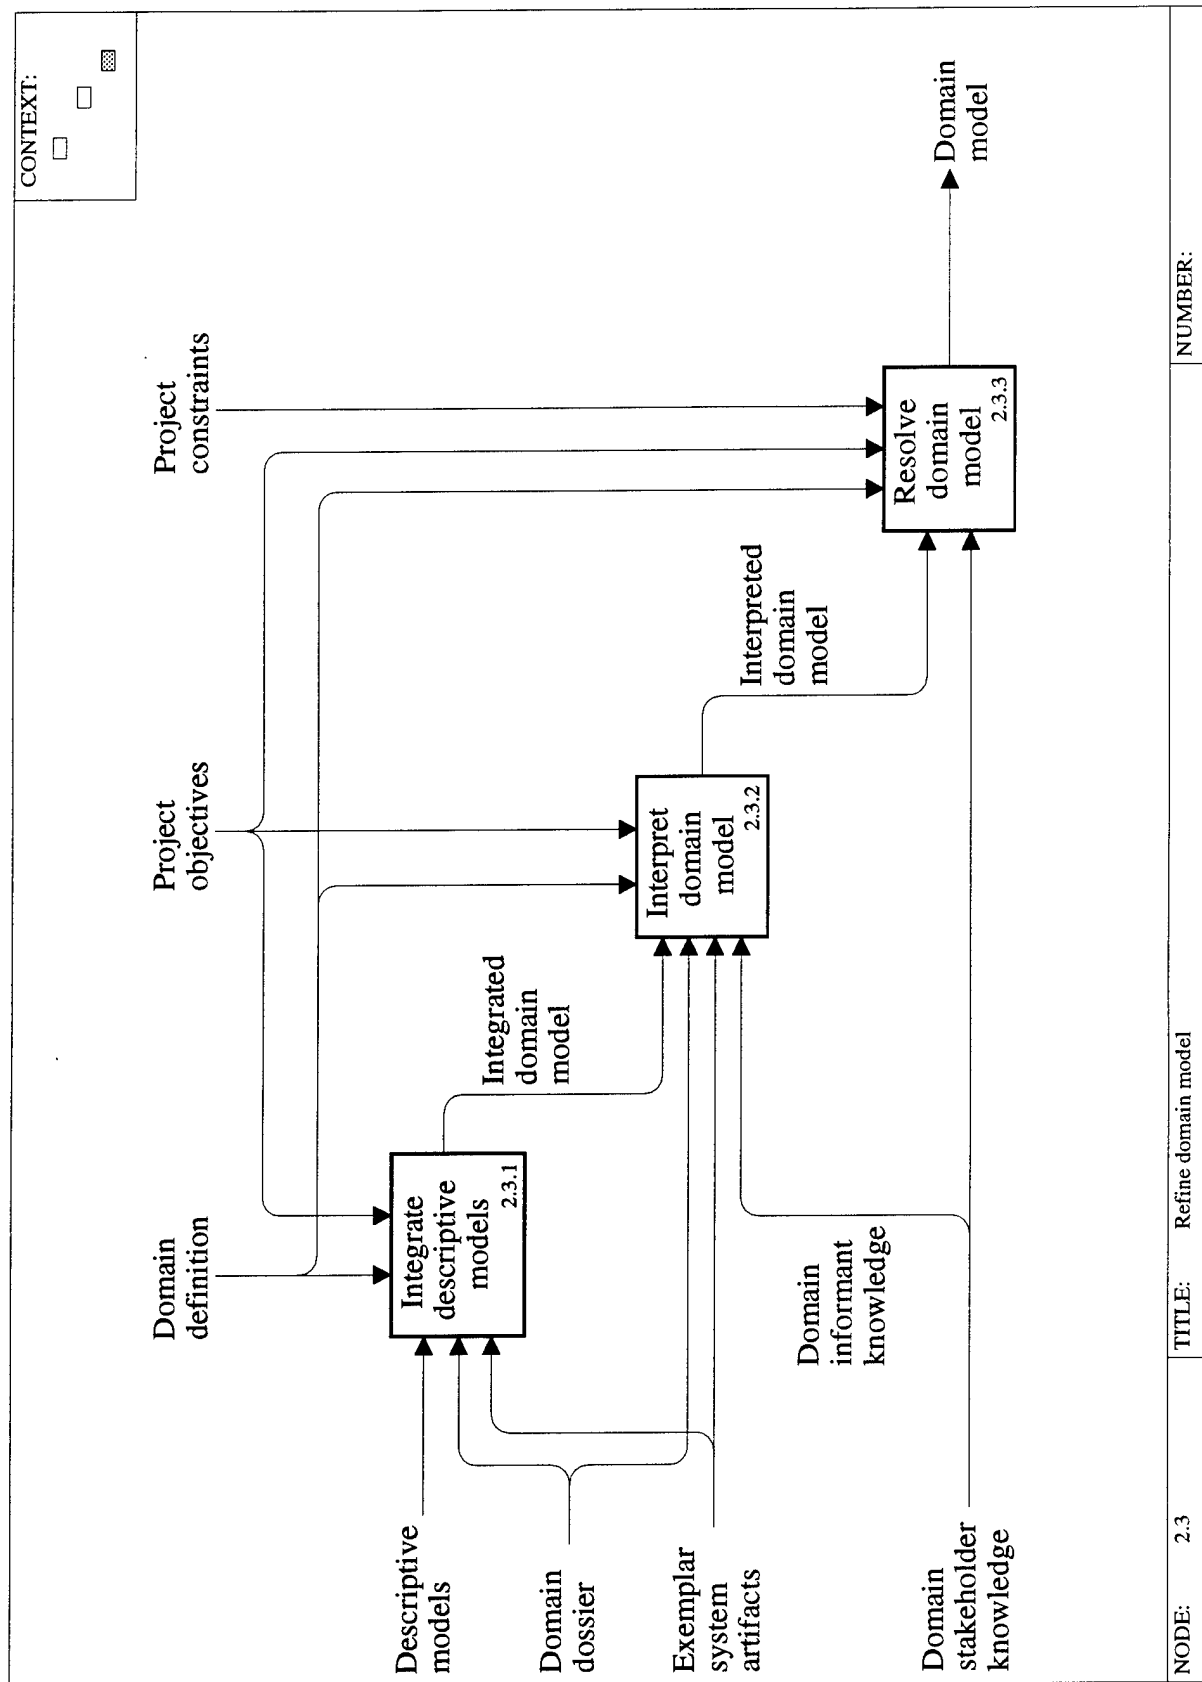 CONTEXT:
Domain
definition
Project
objectives
Project
constraints
Descriptive
models
Domain
dossier
Exemplar
system
artifacts
Domain
stakeholder
knowledge
Integrate
descriptive
models
2.3.1
Integrated
domain
model
Domain
informant
knowledge
Interpret
domain
model
2.3.2
Interpreted
domain
model
Resolve
domain
model
2.3.3
Domain
model
NODE: 2.3
TITLE: Refine domain model
NUMBER: